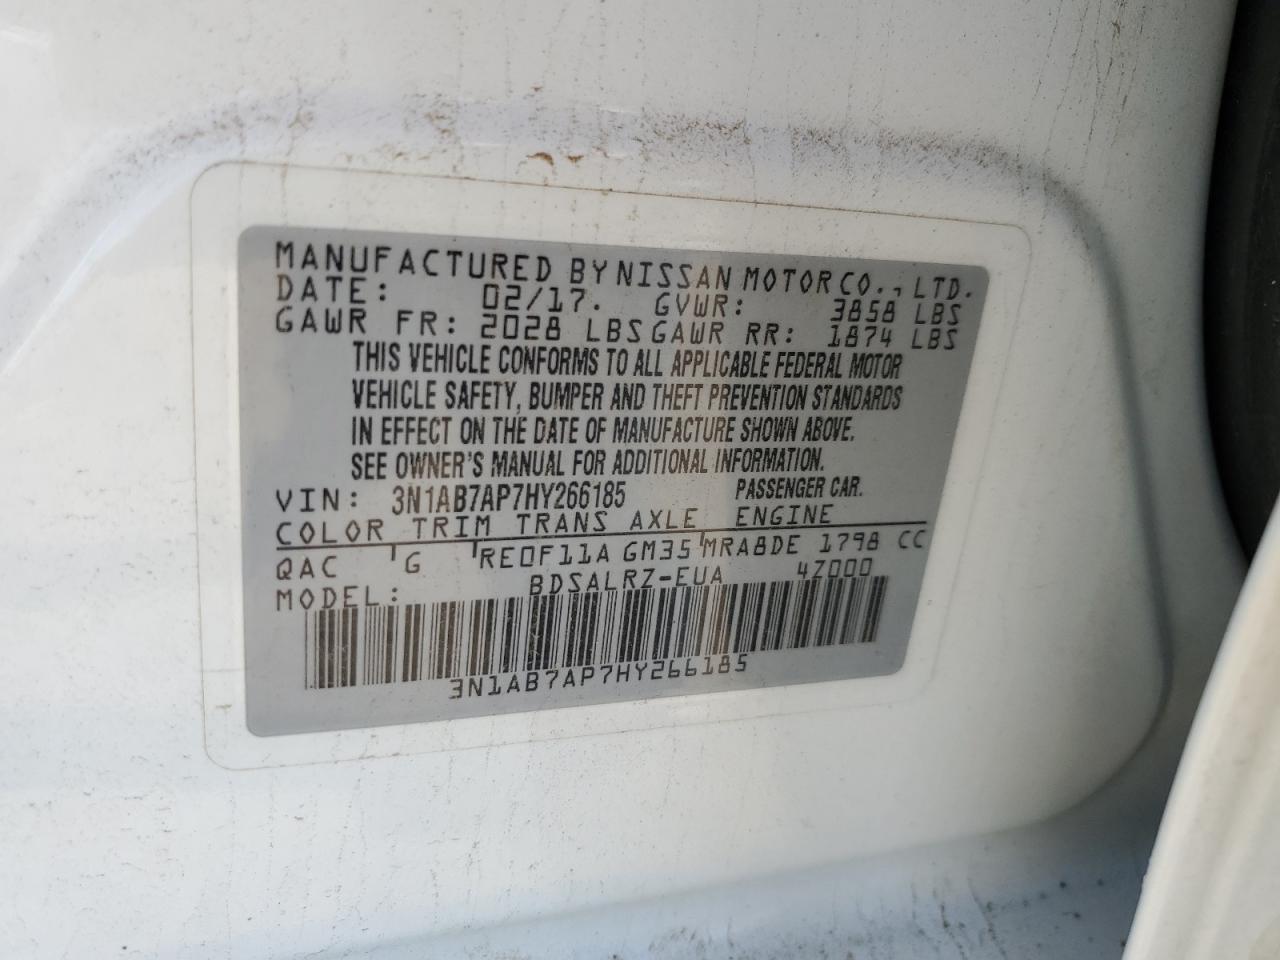 MANUFACTURED BY NISSAN MOTOR CO., LTD.
DATE: 02/17. GVWR: 3858 LBS
GAWR FR: 2028 LBS GAWR RR: 1874 LBS
THIS VEHICLE CONFORMS TO ALL APPLICABLE FEDERAL MOTOR
VEHICLE SAFETY, BUMPER AND THEFT PREVENTION STANDARDS
IN EFFECT ON THE DATE OF MANUFACTURE SHOWN ABOVE.
SEE OWNER'S MANUAL FOR ADDITIONAL INFORMATION.
VIN: 3N1AB7AP7HY266185 PASSENGER CAR.
COLOR TRIM TRANS AXLE ENGINE
QAC G RE0F11A GM35 MRA8DE 1798 CC
MODEL: BDSALRZ-EUA 4Z000
3N1AB7AP7HY266185